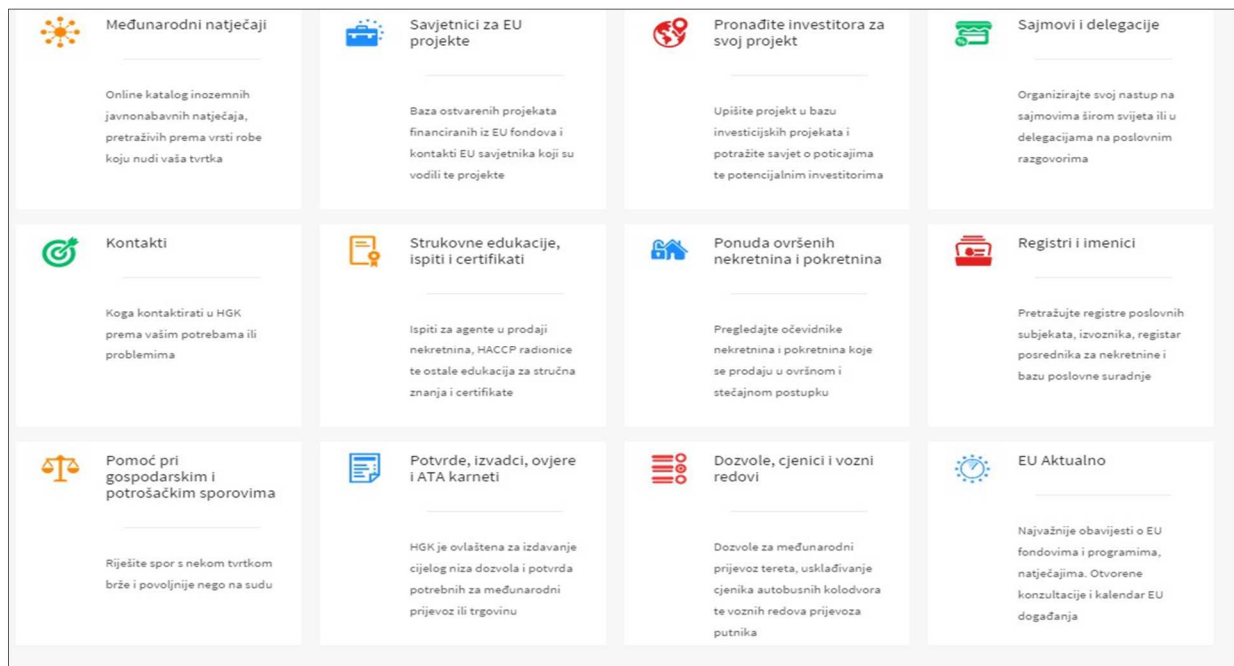 Međunarodni natječaji
Online katalog inozemnih
javnonabavnih natječaja,
pretraživih prema vrsti robe
koju nudi vaša tvrtka
Savjetnici za EU
projekte
Baza ostvarenih projekata
financiranih iz EU fondova i
kontakti EU savjetnika koji su
vodili te projekte
Pronađite investitora za
svoj projekt
Upišite projekt u bazu
investicijskih projekata i
potražite savjet o poticajima
te potencijalnim investitorima
Sajmovi i delegacije
Organizirajte svoj nastup na
sajmovima širom svijeta ili u
delegacijama na poslovnim
razgovorima
Kontakti
Koga kontaktirati u HGK
prema vašim potrebama ili
problemima
Strukovne edukacije,
ispiti i certifikati
Ispiti za agente u prodaji
nekretnina, HACCP radionice
te ostale edukacija za stručna
znanja i certifikate
Ponuda ovršenih
nekretnina i pokretnina
Pregledajte očevidnike
nekretnina i pokretnina koje
se prodaju u ovršnom i
stečajnom postupku
Registri i imenici
Pretražujte registre poslovnih
subjekata, izvoznika, registar
posrednika za nekretnine i
bazu poslovne suradnje
Pomoć pri
gospodarskim i
potrošačkim sporovima
Riješite spor s nekom tvrtkom
brže i povoljnije nego na sudu
Potvrde, izvadci, ovjere
i ATA karneti
HGK je ovlaštena za izdavanje
cijelog niza dozvola i potvrda
potrebnih za međunarodni
prijevoz ili trgovinu
Dozvole, cjenici i vozni
redovi
Dozvole za međunarodni
prijevoz tereta, usklađivanje
cjenika autobusnih kolodvora
te voznih redova prijevoza
putnika
EU Aktualno
Najvažnije obavijesti o EU
fondovima i programima,
natječajima. Otvorene
konzultacije i kalendar EU
događanja